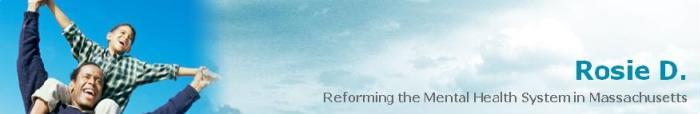 Rosie D.
Reforming the Mental Health System in Massachusetts